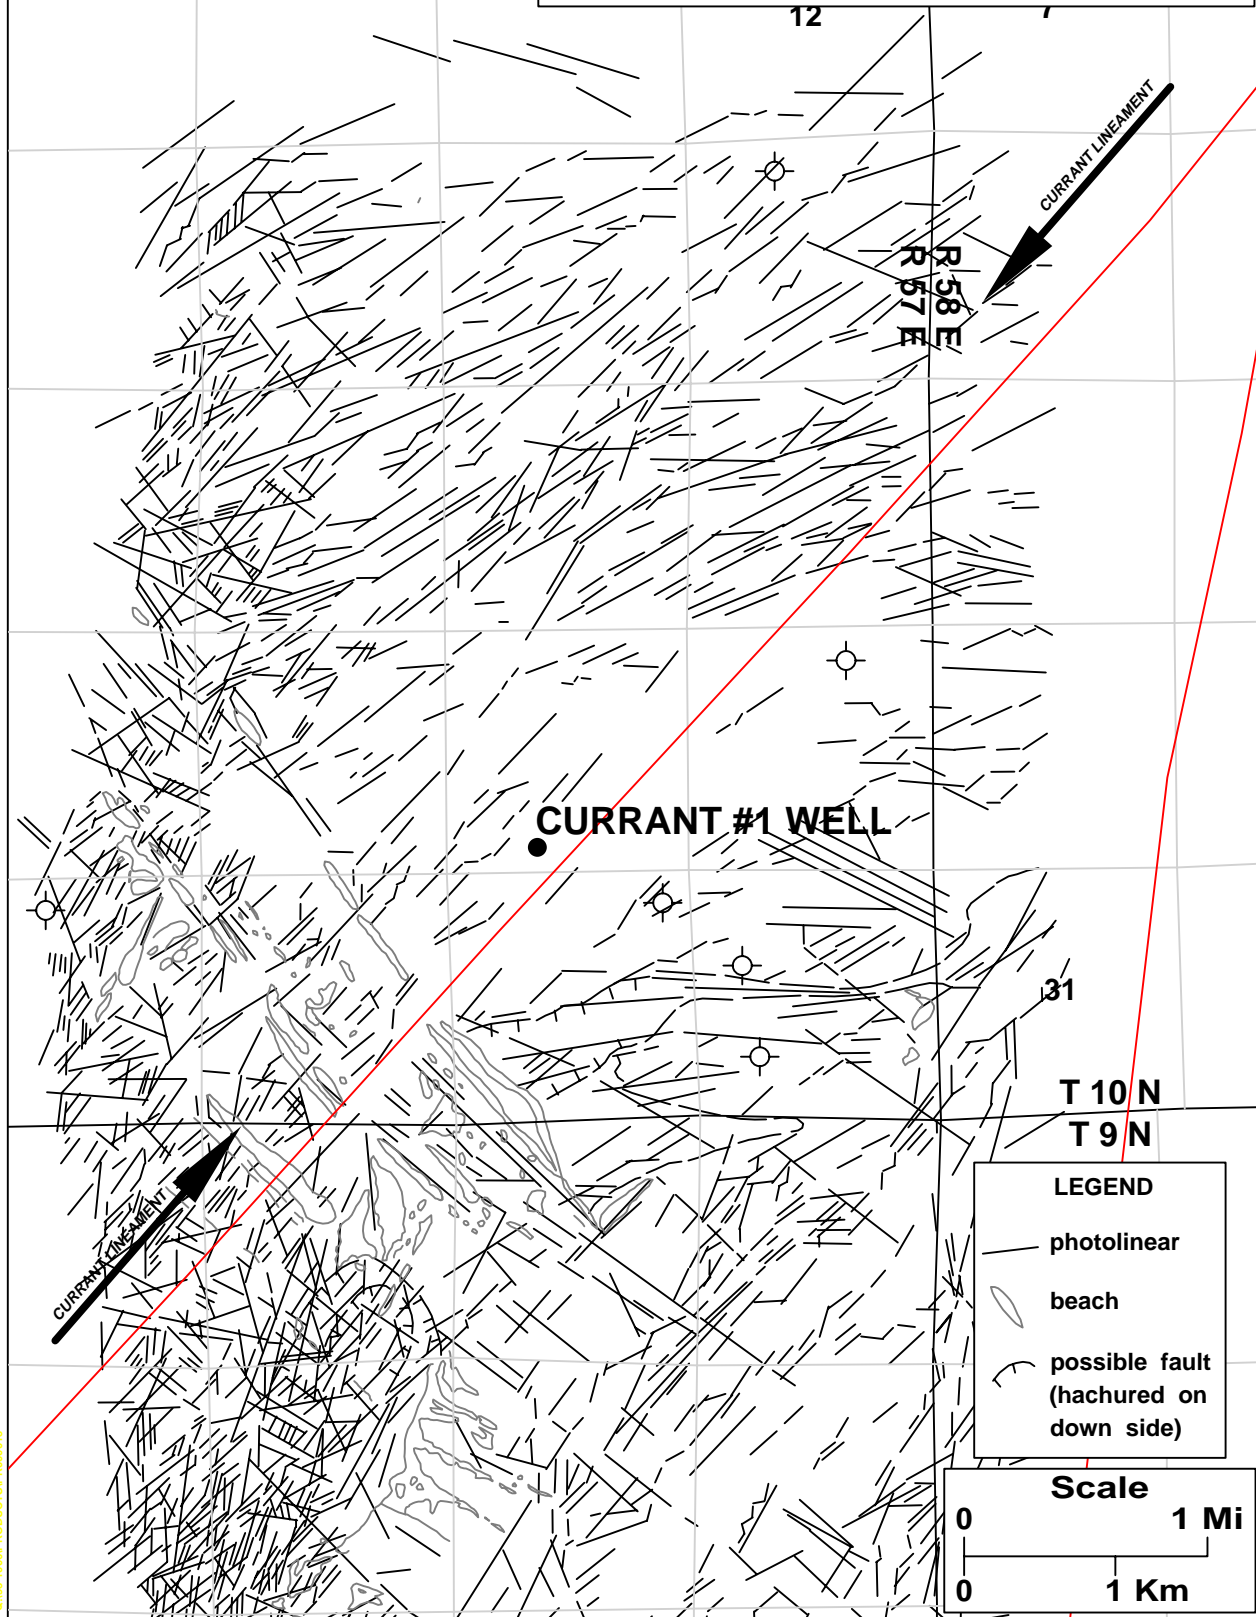 12
7
CURRANT LINEAMENT
R 58 E
R 57 E
CURRANT #1 WELL
31
T 10 N
T 9 N
CURRANT LINEAMENT
LEGEND
photolinear
beach
possible fault
(hachured on
down side)
Scale
0 1 Mi
0 1 Km